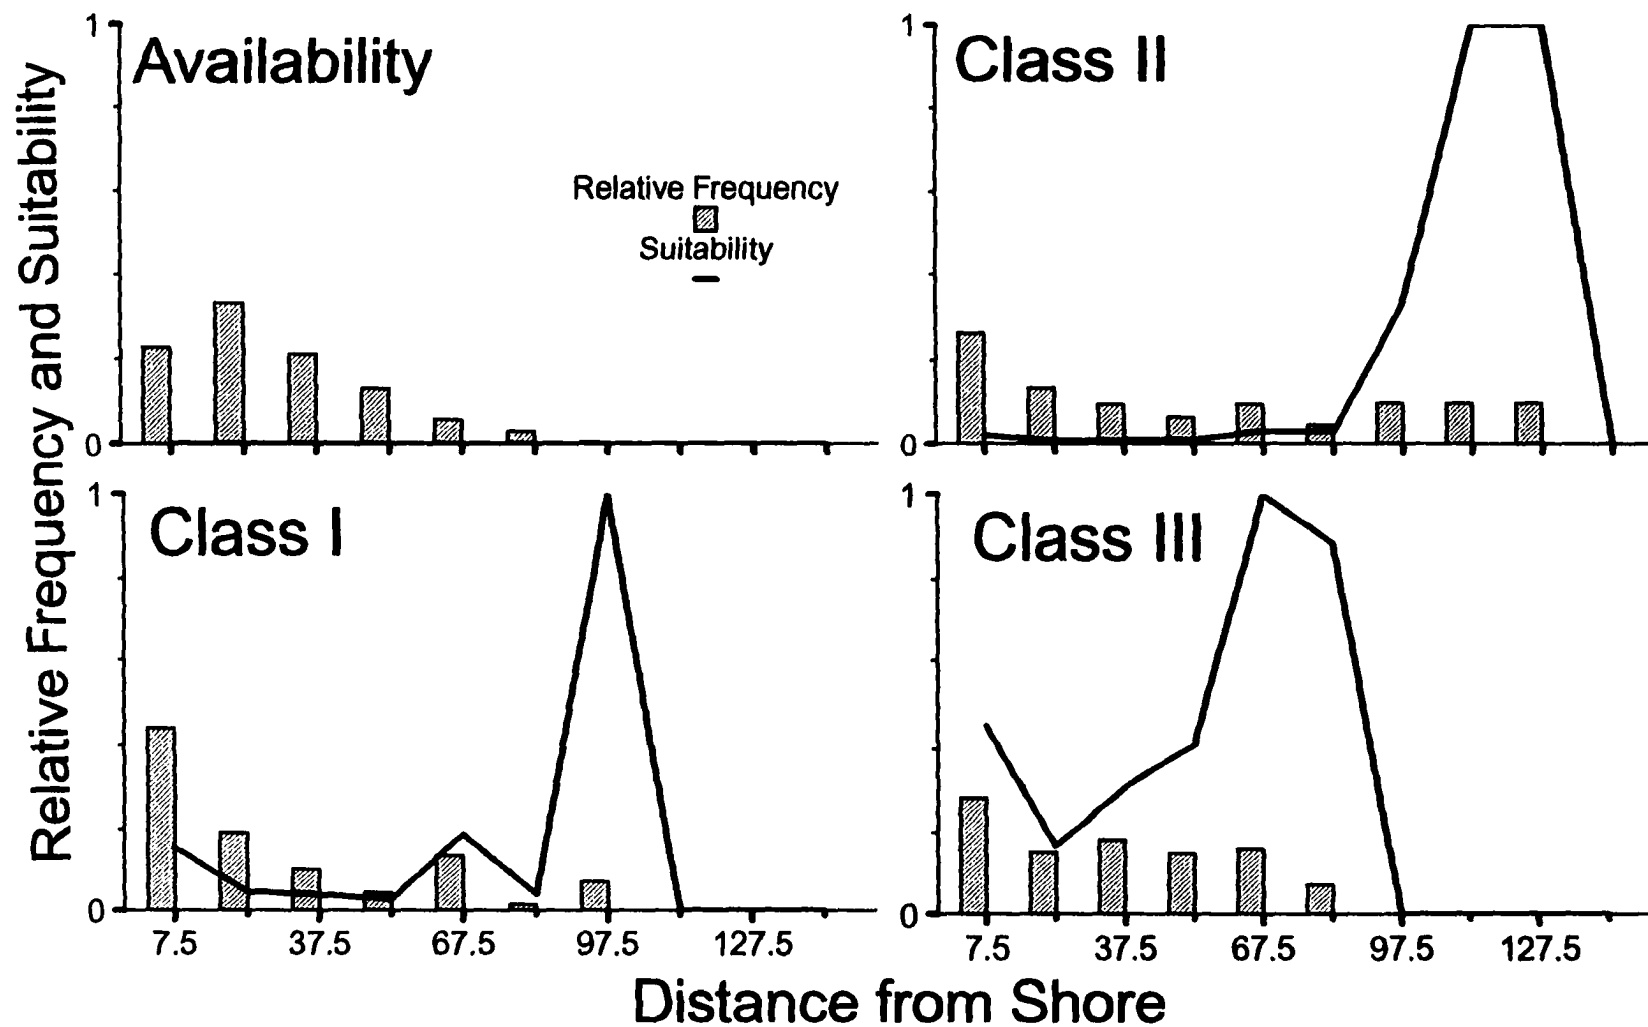 Relative Frequency and Suitability
1
Availability
Relative Frequency
Suitability
0
1
Class II
0
1
Class I
0
7.5 37.5 67.5 97.5 127.5
1
Class III
0
7.5 37.5 67.5 97.5 127.5
Distance from Shore